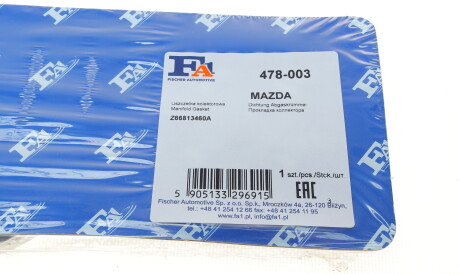 FA
FISCHER AUTOMOTIVE
478-003
MAZDA
Uszczelka kolektorowa
Manifold Gasket
Dichtung Abgaskrümmer
Прокладка коллектора
Z66813460A
1 szt./pcs./Stck./шт
5 905133 296915
EAC
Fischer Automotive Sp. z o.o. Sp.k., Mroczków 4a, 26-120 Bliżyn,
tel.: +48 41 254 12 66 fax: +48 41 254 11 95
www.fa1.pl, info@fa1.pl